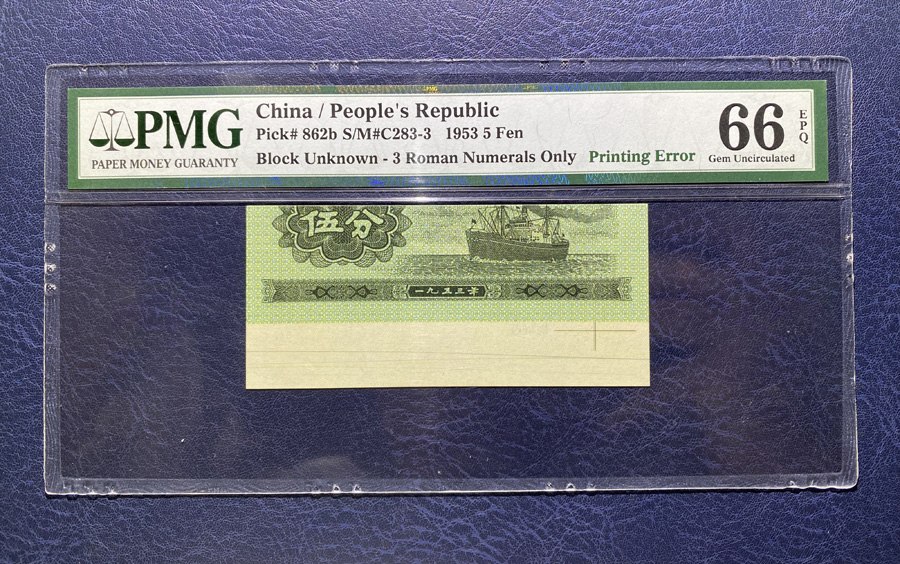 PMG
PAPER MONEY GUARANTY
China / People's Republic
Pick# 862b S/M#C283-3 1953 5 Fen
Block Unknown - 3 Roman Numerals Only Printing Error
66 EPQ
Gem Uncirculated
伍分
一九五三年